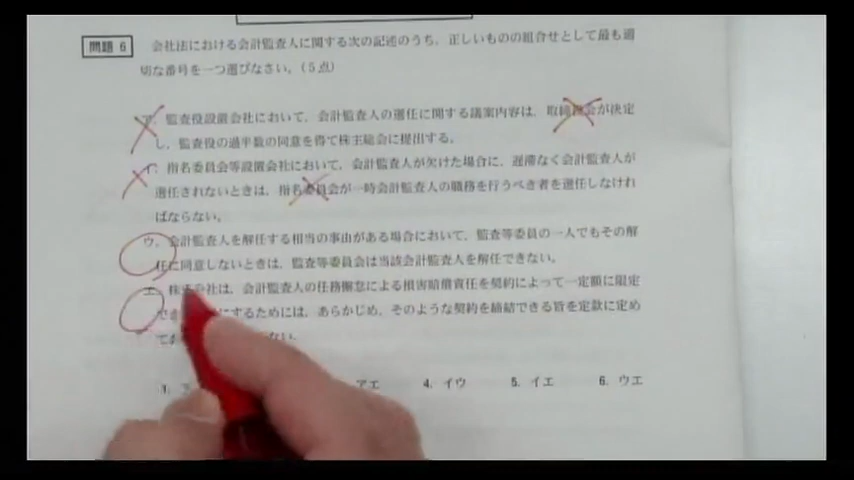 問題 6 会社法における会計監査人に関する次の記述のうち，正しいものの組合せとして最も適
切な番号を一つ選びなさい。（５点）
ア．監査役設置会社において，会計監査人の選任に関する議案内容は，取締役会が決定
し，監査役の過半数の同意を得て株主総会に提出する。
イ．指名委員会等設置会社において，会計監査人が欠けた場合に，遅滞なく会計監査人が
選任されないときは，指名委員会が一時会計監査人の職務を行うべき者を選任しなけれ
ばならない。
ウ．会計監査人を解任する相当の事由がある場合において，監査等委員の一人でもその解
任に同意しないときは，監査等委員会は当該会計監査人を解任できない。
エ．株式会社は，会計監査人の任務懈怠による損害賠償責任を契約によって一定額に限定
にするためには，あらかじめ，そのような契約を締結できる旨を定款に定め
ない。
1. アエ 4. イウ 5. イエ 6. ウエ